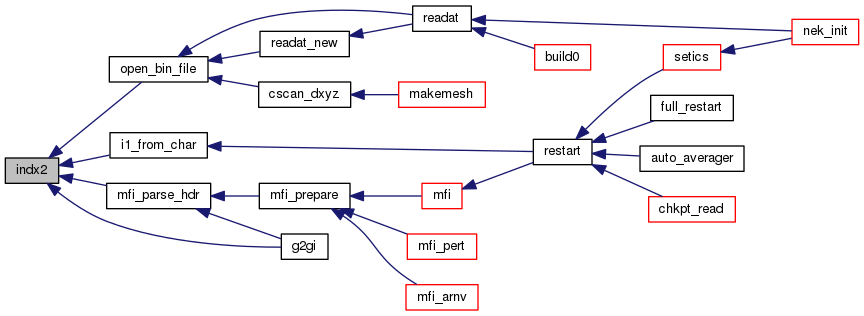 readat
nek_init
readat_new
build0
setics
open_bin_file
cscan_dxyz
makemesh
full_restart
i1_from_char
restart
auto_averager
indx2
mfi_parse_hdr
mfi_prepare
mfi
chkpt_read
g2gi
mfi_pert
mfi_arnv